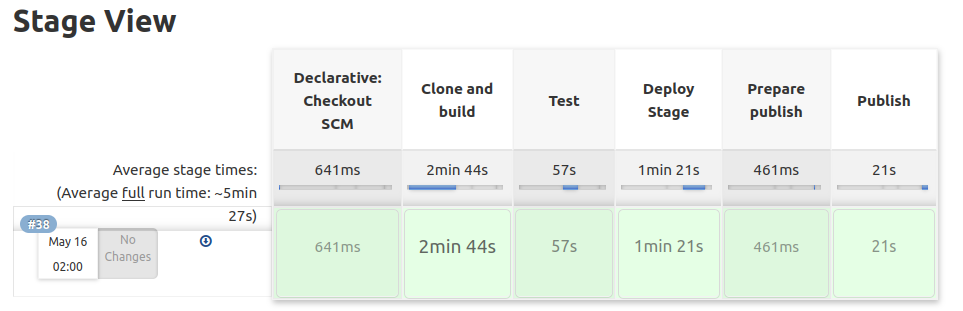 Stage View
Declarative:
Checkout
SCM
Clone and
build
Test
Deploy
Stage
Prepare
publish
Publish
Average stage times:
(Average full run time: ~5min
27s)
641ms
2min 44s
57s
1min 21s
461ms
21s
#38
May 16
02:00
No
Changes
641ms
2min 44s
57s
1min 21s
461ms
21s